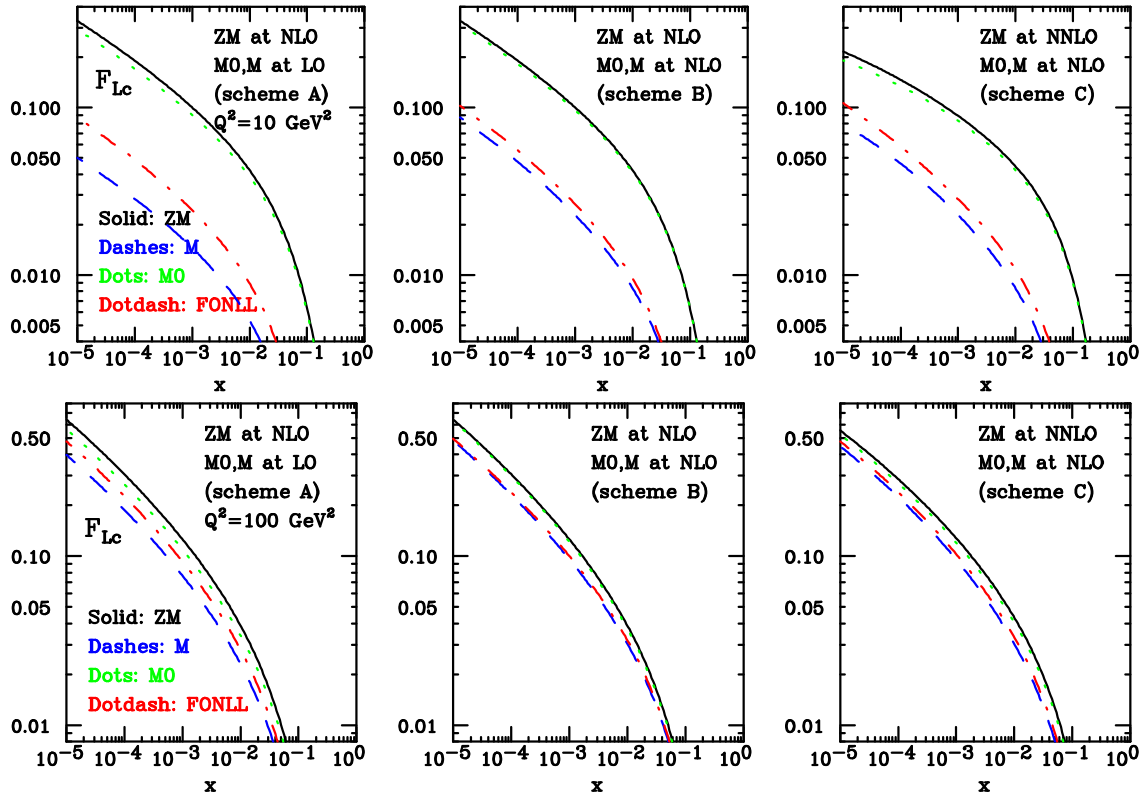 ZM at NLO
M0,M at LO
(scheme A)
Q²=10 GeV²
F_Lc
0.100
0.050
0.010
0.005
Solid: ZM
Dashes: M
Dots: M0
Dotdash: FONLL
10⁻⁵ 10⁻⁴ 10⁻³ 10⁻² 10⁻¹ 10⁰
x
ZM at NLO
M0,M at NLO
(scheme B)
0.100
0.050
0.010
0.005
10⁻⁵ 10⁻⁴ 10⁻³ 10⁻² 10⁻¹ 10⁰
x
ZM at NNLO
M0,M at NLO
(scheme C)
0.100
0.050
0.010
0.005
10⁻⁵ 10⁻⁴ 10⁻³ 10⁻² 10⁻¹ 10⁰
x
ZM at NLO
M0,M at LO
(scheme A)
Q²=100 GeV²
F_Lc
0.50
0.10
0.05
0.01
Solid: ZM
Dashes: M
Dots: M0
Dotdash: FONLL
10⁻⁵ 10⁻⁴ 10⁻³ 10⁻² 10⁻¹ 10⁰
x
ZM at NLO
M0,M at NLO
(scheme B)
0.50
0.10
0.05
0.01
10⁻⁵ 10⁻⁴ 10⁻³ 10⁻² 10⁻¹ 10⁰
x
ZM at NNLO
M0,M at NLO
(scheme C)
0.50
0.10
0.05
0.01
10⁻⁵ 10⁻⁴ 10⁻³ 10⁻² 10⁻¹ 10⁰
x